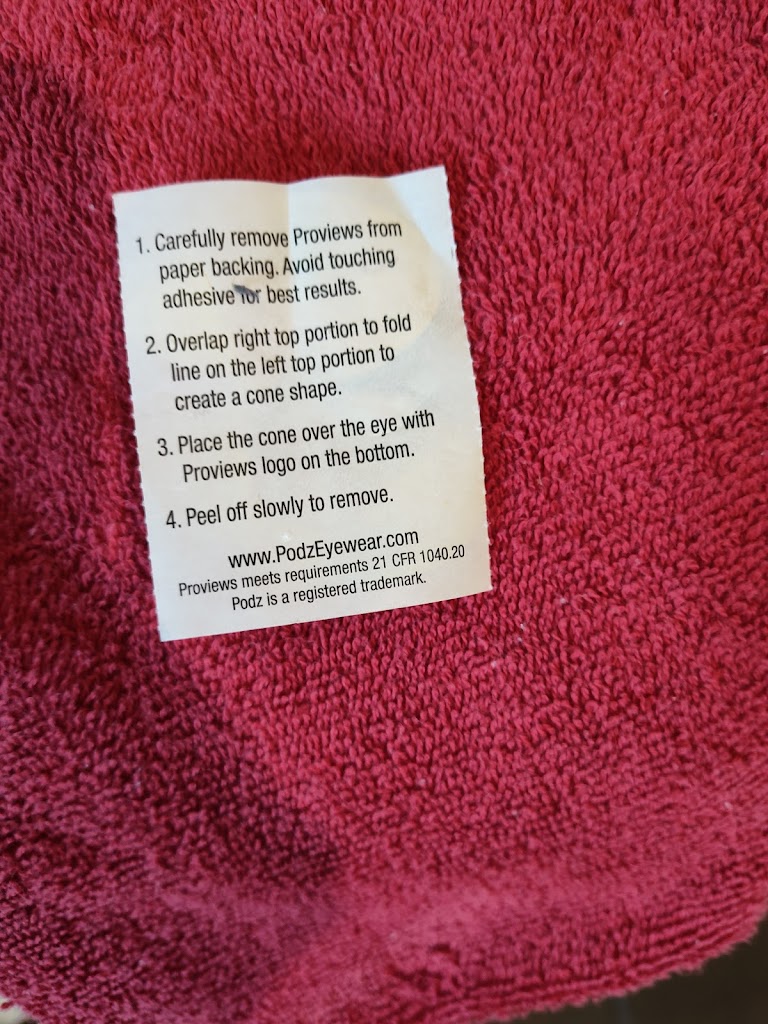 1. Carefully remove Proviews from
paper backing. Avoid touching
adhesive for best results.
2. Overlap right top portion to fold
line on the left top portion to
create a cone shape.
3. Place the cone over the eye with
Proviews logo on the bottom.
4. Peel off slowly to remove.
www.PodzEyewear.com
Proviews meets requirements 21 CFR 1040.20
Podz is a registered trademark.